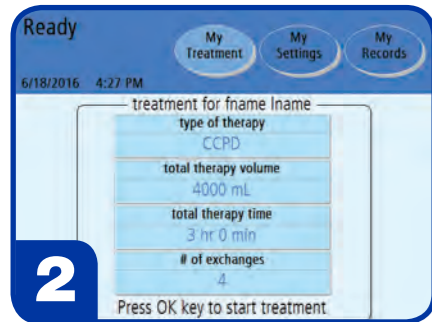 Ready
My Treatment
My Settings
My Records
6/18/2016 4:27 PM
treatment for fname lname
type of therapy
CCPD
total therapy volume
4000 mL
total therapy time
3 hr 0 min
# of exchanges
4
Press OK key to start treatment
2